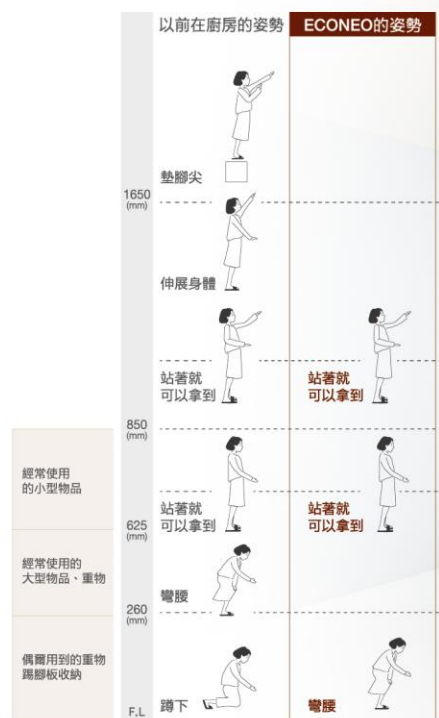 以前在廚房的姿勢
ECONEO的姿勢
墊腳尖
1650
(mm)
伸展身體
站著就
可以拿到
站著就
可以拿到
850
(mm)
經常使用
的小型物品
站著就
可以拿到
站著就
可以拿到
625
(mm)
經常使用的
大型物品、重物
彎腰
260
(mm)
偶爾用到的重物
踢腳板收納
F.L
蹲下
彎腰